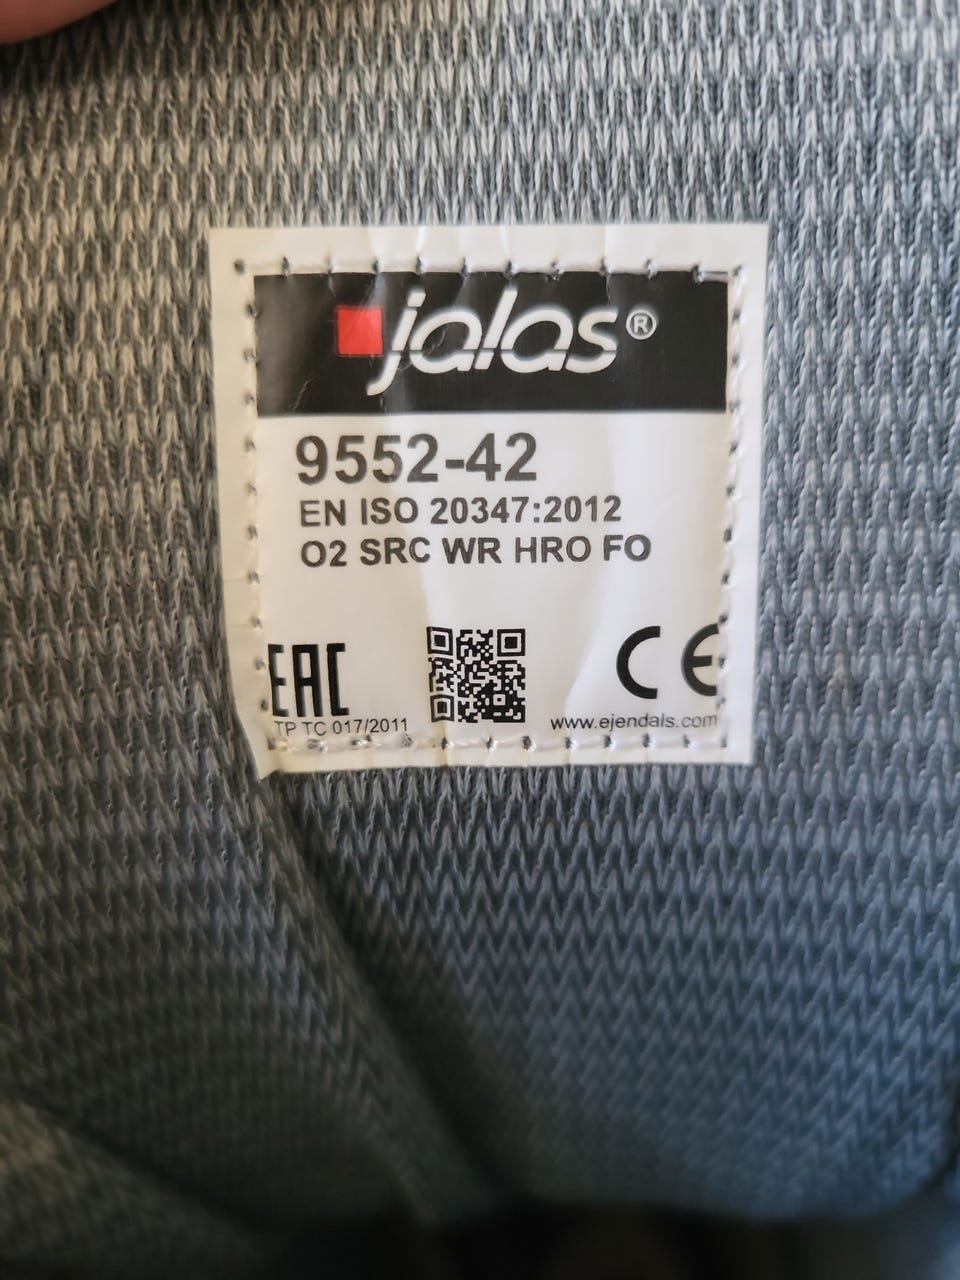 jalas®
9552-42
EN ISO 20347:2012
O2 SRC WR HRO FO
EAC
CE
TP TC 017/2011
www.ejendals.com